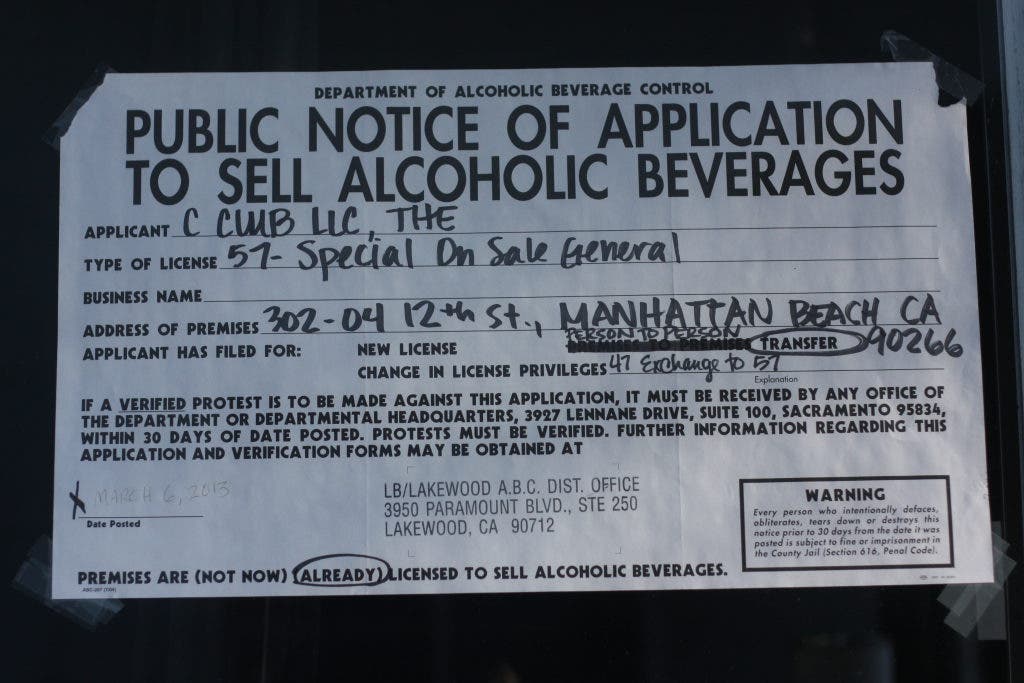 DEPARTMENT OF ALCOHOLIC BEVERAGE CONTROL
PUBLIC NOTICE OF APPLICATION
TO SELL ALCOHOLIC BEVERAGES
APPLICANT C CLUB LLC, THE
TYPE OF LICENSE 57- Special On Sale General
BUSINESS NAME
ADDRESS OF PREMISES 302-04 12th St., MANHATTAN BEACH CA
90266
PERSON TO PERSON
APPLICANT HAS FILED FOR: NEW LICENSE PREMISES TO PREMISES TRANSFER
CHANGE IN LICENSE PRIVILEGES 47 Exchange to 57
Explanation
IF A VERIFIED PROTEST IS TO BE MADE AGAINST THIS APPLICATION, IT MUST BE RECEIVED BY ANY OFFICE OF
THE DEPARTMENT OR DEPARTMENTAL HEADQUARTERS, 3927 LENNANE DRIVE, SUITE 100, SACRAMENTO 95834,
WITHIN 30 DAYS OF DATE POSTED. PROTESTS MUST BE VERIFIED. FURTHER INFORMATION REGARDING THIS
APPLICATION AND VERIFICATION FORMS MAY BE OBTAINED AT
X MARCH 6, 2013
Date Posted
LB/LAKEWOOD A.B.C. DIST. OFFICE
3950 PARAMOUNT BLVD., STE 250
LAKEWOOD, CA 90712
WARNING
Every person who intentionally defaces,
obliterates, tears down or destroys this
notice prior to 30 days from the date it was
posted is subject to fine or imprisonment in
the County Jail (Section 616, Penal Code).
PREMISES ARE (NOT NOW) (ALREADY) LICENSED TO SELL ALCOHOLIC BEVERAGES.